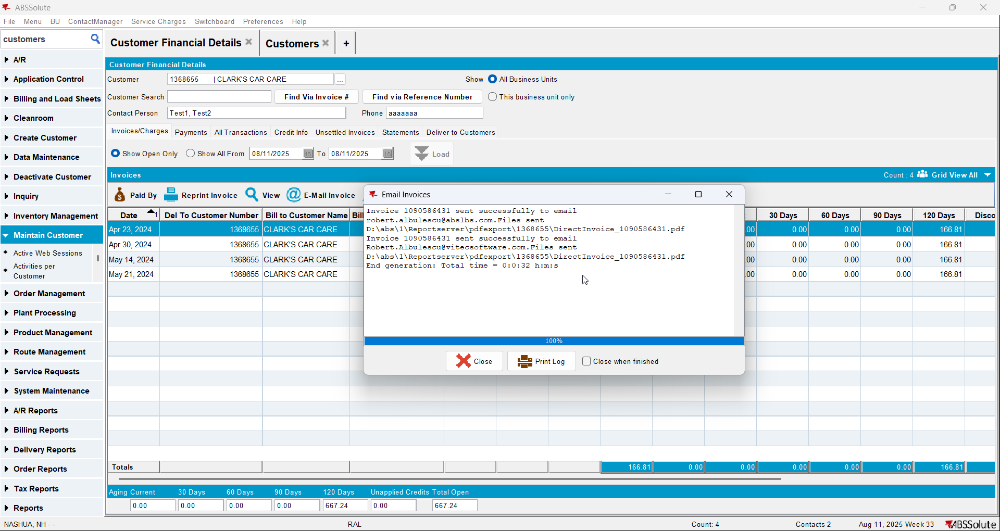 ABSSolute
File Menu BU ContactManager Service Charges Switchboard Preferences Help
customers
Customer Financial Details
Customers
+
A/R
Application Control
Billing and Load Sheets
Cleanroom
Create Customer
Data Maintenance
Deactivate Customer
Inquiry
Inventory Management
Maintain Customer
Active Web Sessions
Activities per
Customer
Order Management
Plant Processing
Product Management
Route Management
Service Requests
System Maintenance
A/R Reports
Billing Reports
Delivery Reports
Order Reports
Tax Reports
Reports
Customer Financial Details
Customer 1368655 | CLARK'S CAR CARE ... Show All Business Units
Customer Search Find Via Invoice # Find via Reference Number This business unit only
Contact Person Test1, Test2 Phone aaaaaaa
Invoices/Charges Payments All Transactions Credit Info Unsettled Invoices Statements Deliver to Customers
Show Open Only Show All From 08/11/2025 To 08/11/2025 Load
Invoices Count : 4 Grid View All
Paid By Reprint Invoice View E-Mail Invoice
Date 1 Del To Customer Number Bill to Customer Name Bill 30 Days 60 Days 90 Days 120 Days Disco
Apr 23, 2024 1368655 CLARK'S CAR CARE .00 0.00 0.00 0.00 166.81
Apr 30, 2024 1368655 CLARK'S CAR CARE .00 0.00 0.00 0.00 166.81
May 14, 2024 1368655 CLARK'S CAR CARE .00 0.00 0.00 0.00 166.81
May 21, 2024 1368655 CLARK'S CAR CARE .00 0.00 0.00 0.00 166.81
Email Invoices
Invoice 1090586431 sent successfully to email
robert.albulescu@abslbs.com.Files sent
D:\abs\1\Reportserver\pdfexport\1368655\DirectInvoice_1090586431.pdf
Invoice 1090586431 sent successfully to email
Robert.Albulescu@vitecsoftware.com.Files sent
D:\abs\1\Reportserver\pdfexport\1368655\DirectInvoice_1090586431.pdf
End generation: Total time = 0:0:32 h:m:s
100%
Close Print Log Close when finished
Totals 166.81 0.00 0.00 0.00 0.00 0.00 166.81
Aging Current 30 Days 60 Days 90 Days 120 Days Unapplied Credits Total Open
0.00 0.00 0.00 0.00 667.24 0.00 667.24
NASHUA, NH - - RAL Count: 4 Contacts 2 Aug 11, 2025 Week 33 ABSSolute